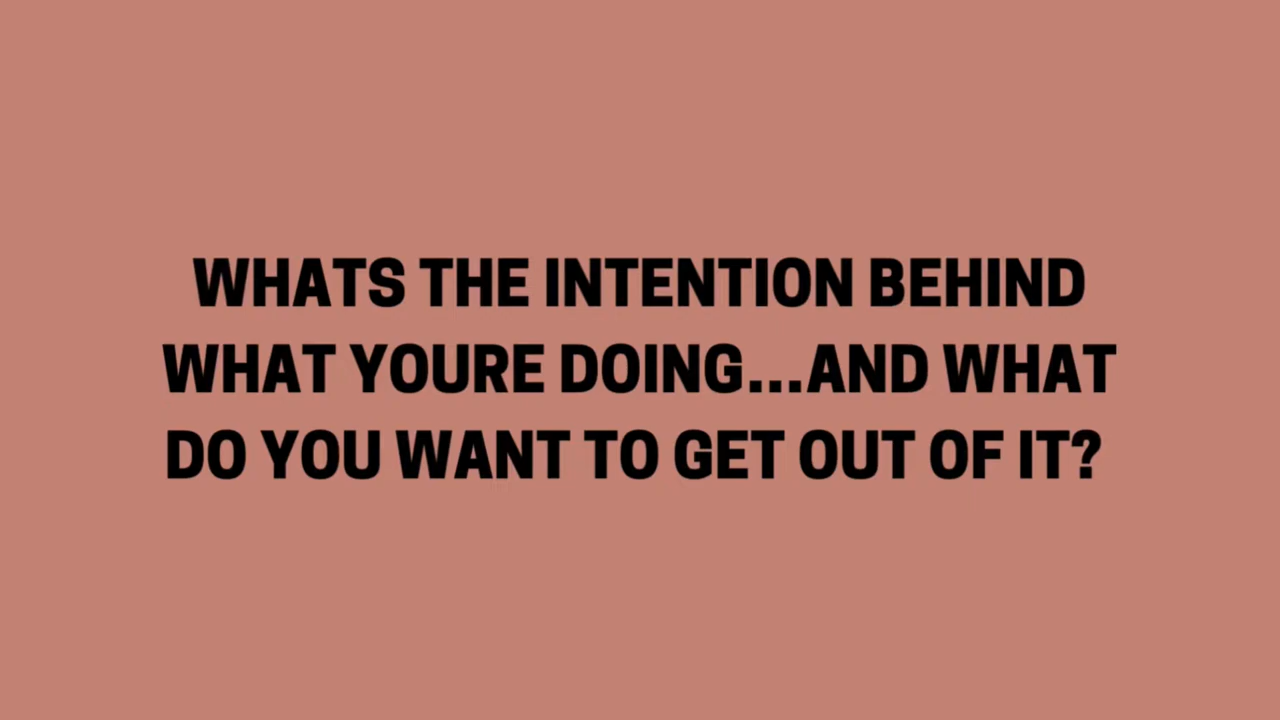 WHATS THE INTENTION BEHIND
WHAT YOURE DOING...AND WHAT
DO YOU WANT TO GET OUT OF IT?